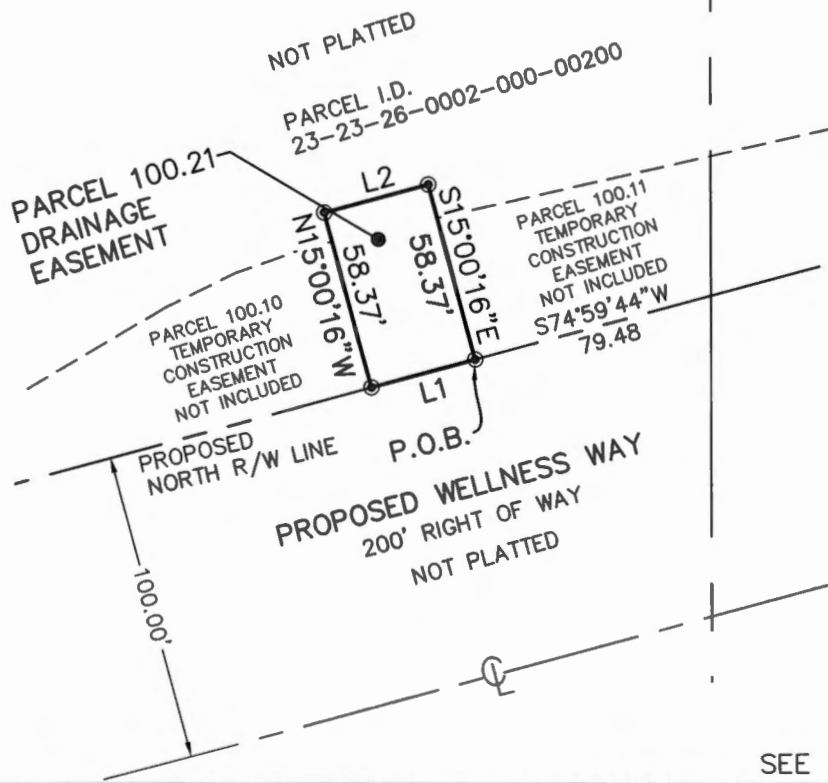 NOT PLATTED
PARCEL I.D.
23-23-26-0002-000-00200
PARCEL 100.21
DRAINAGE
EASEMENT
L2
N15°00'16"W
58.37'
S15°00'16"E
58.37'
PARCEL 100.11
TEMPORARY
CONSTRUCTION
EASEMENT
NOT INCLUDED
S74°59'44"W
79.48
PARCEL 100.10
TEMPORARY
CONSTRUCTION
EASEMENT
NOT INCLUDED
L1
P.O.B.
PROPOSED
NORTH R/W LINE
PROPOSED WELLNESS WAY
200' RIGHT OF WAY
NOT PLATTED
100.00'
℄
SEE